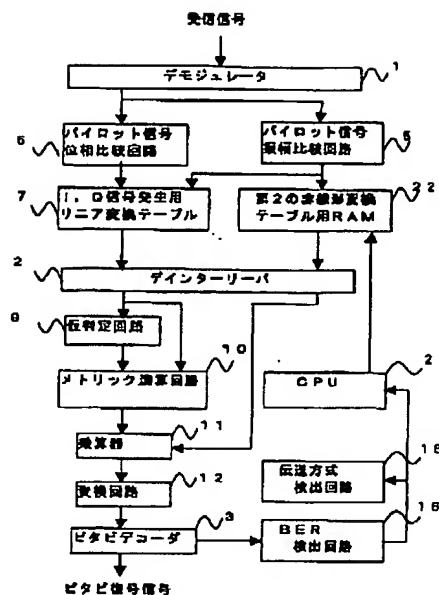 受信信号
デモジュレータ
1
パイロット信号
位相比較回路
6
パイロット信号
振幅比較回路
5
I，Q信号発生用
リニア変換テーブル
7
第2の非線形変換
テーブル用RAM
22
デインターリーバ
2
仮判定回路
9
メトリック演算回路
10
CPU
2
乗算器
11
伝送方式
検出回路
変換回路
12
ビタビデコーダ
3
BER
検出回路
16
ビタビ復号信号